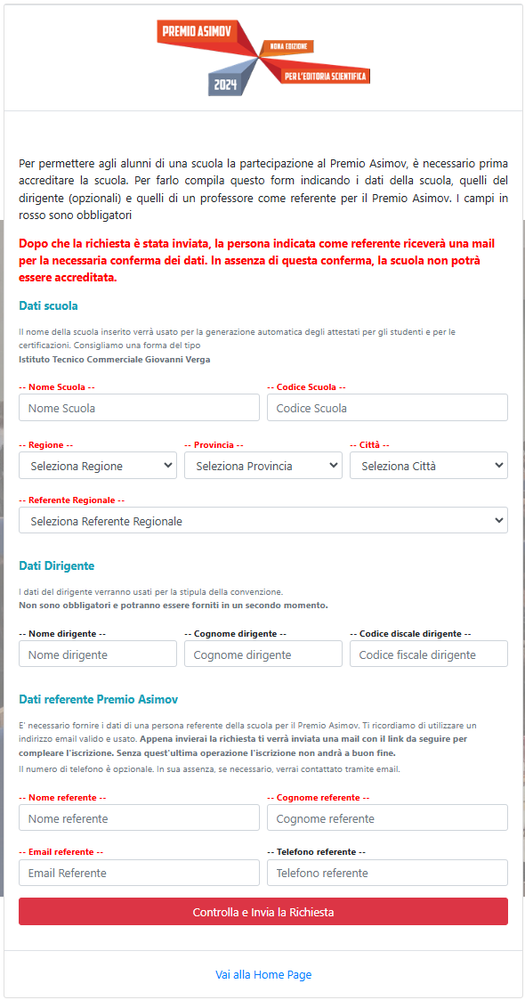 PREMIO ASIMOV
NONA EDIZIONE
PER L'EDITORIA SCIENTIFICA
2024
Per permettere agli alunni di una scuola la partecipazione al Premio Asimov, è necessario prima
accreditare la scuola. Per farlo compila questo form indicando i dati della scuola, quelli del
dirigente (opzionali) e quelli di un professore come referente per il Premio Asimov. I campi in
rosso sono obbligatori
Dopo che la richiesta è stata inviata, la persona indicata come referente riceverà una mail
per la necessaria conferma dei dati. In assenza di questa conferma, la scuola non potrà
essere accreditata.
Dati scuola
Il nome della scuola inserito verrà usato per la generazione automatica degli attestati per gli studenti e per le
certificazioni. Consigliamo una forma del tipo
Istituto Tecnico Commerciale Giovanni Verga
-- Nome Scuola -- -- Codice Scuola --
Nome Scuola Codice Scuola
-- Regione -- -- Provincia -- -- Città --
Seleziona Regione Seleziona Provincia Seleziona Città
-- Referente Regionale --
Seleziona Referente Regionale
Dati Dirigente
I dati del dirigente verranno usati per la stipula della convenzione.
Non sono obbligatori e potranno essere forniti in un secondo momento.
-- Nome dirigente -- -- Cognome dirigente -- -- Codice discale dirigente --
Nome dirigente Cognome dirigente Codice fiscale dirigente
Dati referente Premio Asimov
E' necessario fornire i dati di una persona referente della scuola per il Premio Asimov. Ti ricordiamo di utilizzare un
indirizzo email valido e usato. Appena invierai la richiesta ti verrà inviata una mail con il link da seguire per
compleare l'iscrizione. Senza quest'ultima operazione l'iscrizione non andrà a buon fine.
Il numero di telefono è opzionale. In sua assenza, se necessario, verrai contattato tramite email.
-- Nome referente -- -- Cognome referente --
Nome referente Cognome referente
-- Email referente -- -- Telefono referente --
Email Referente Telefono referente
Controlla e Invia la Richiesta
Vai alla Home Page